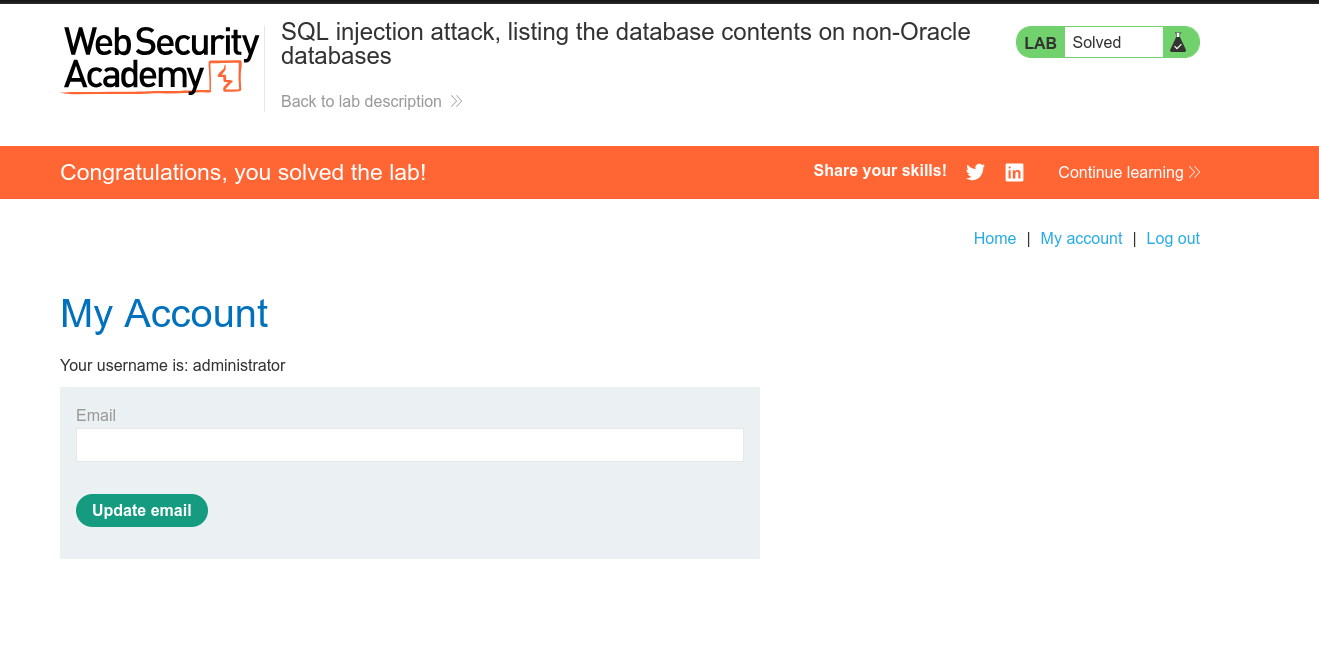 Web Security
Academy
SQL injection attack, listing the database contents on non-Oracle
databases
Back to lab description
LAB Solved
Congratulations, you solved the lab!
Share your skills!
Continue learning
Home | My account | Log out
My Account
Your username is: administrator
Email
Update email